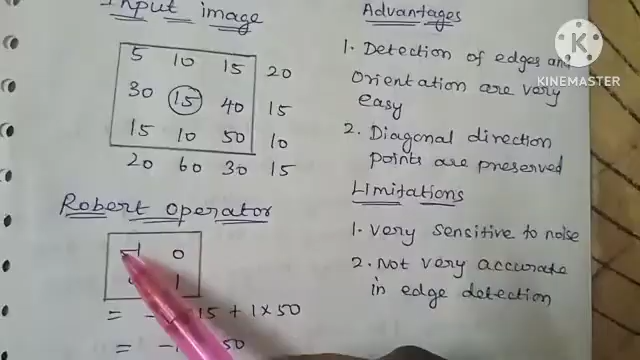 Input image
5 10 15 20
30 15 40 15
15 10 50 10
20 60 30 15
Robert Operator
-1 0
1
= 15 + 1×50
= 50
Advantages
1. Detection of edges and
orientation are very
easy
2. Diagonal direction
points are preserved
Limitations
1. Very sensitive to noise
2. Not very accurate
in edge detection
KINEMASTER